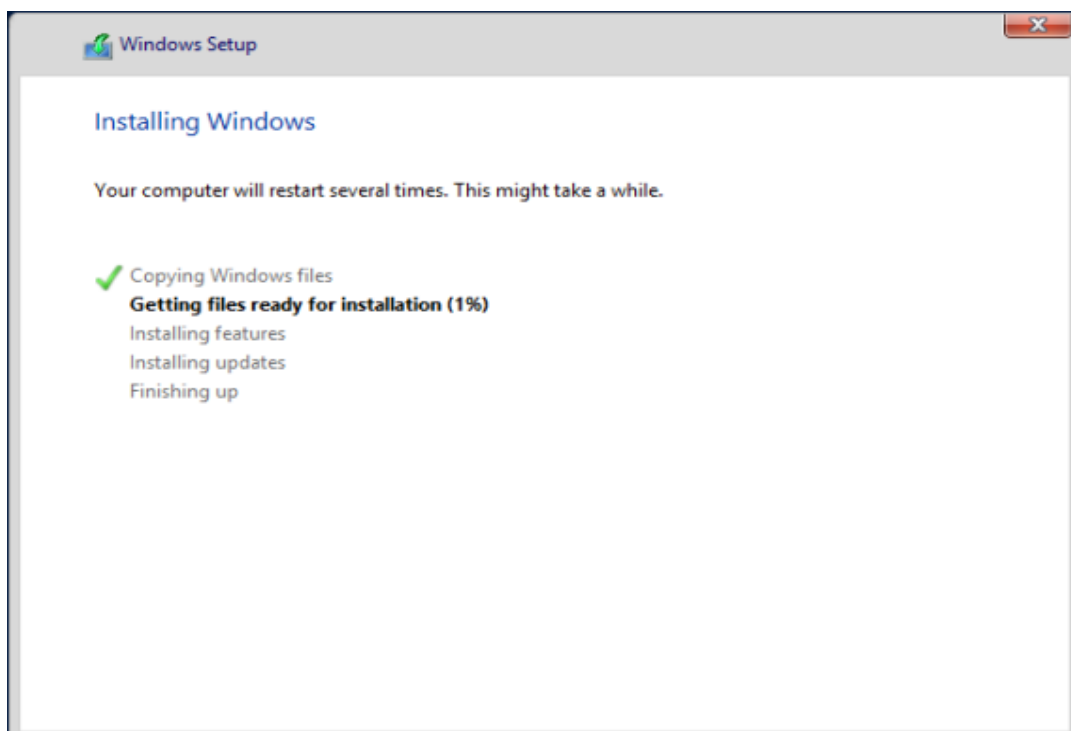 Windows Setup
Installing Windows
Your computer will restart several times. This might take a while.
Copying Windows files
Getting files ready for installation (1%)
Installing features
Installing updates
Finishing up